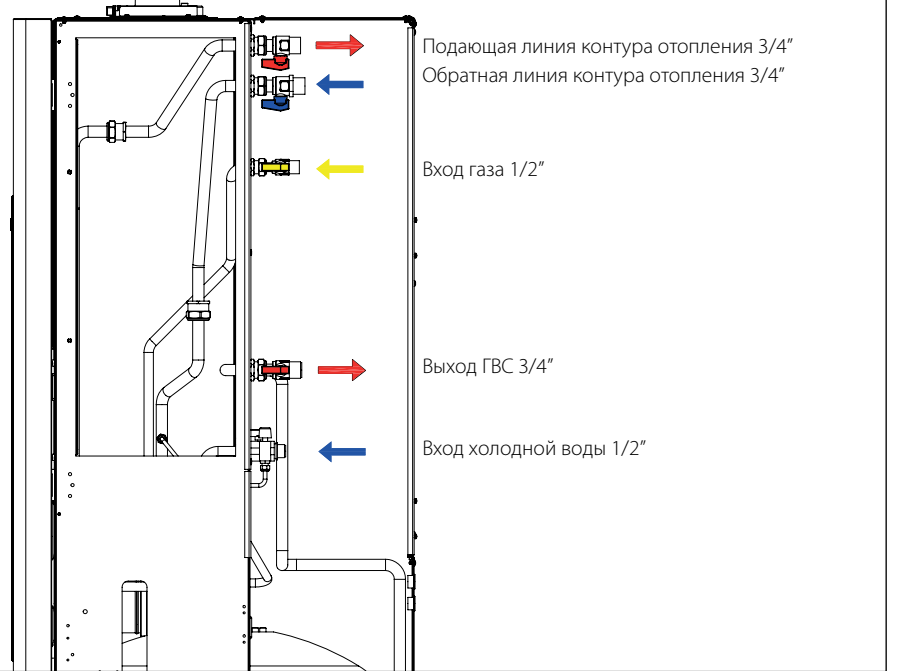 Подающая линия контура отопления 3/4”
Обратная линия контура отопления 3/4”
Вход газа 1/2”
Выход ГВС 3/4”
Вход холодной воды 1/2”